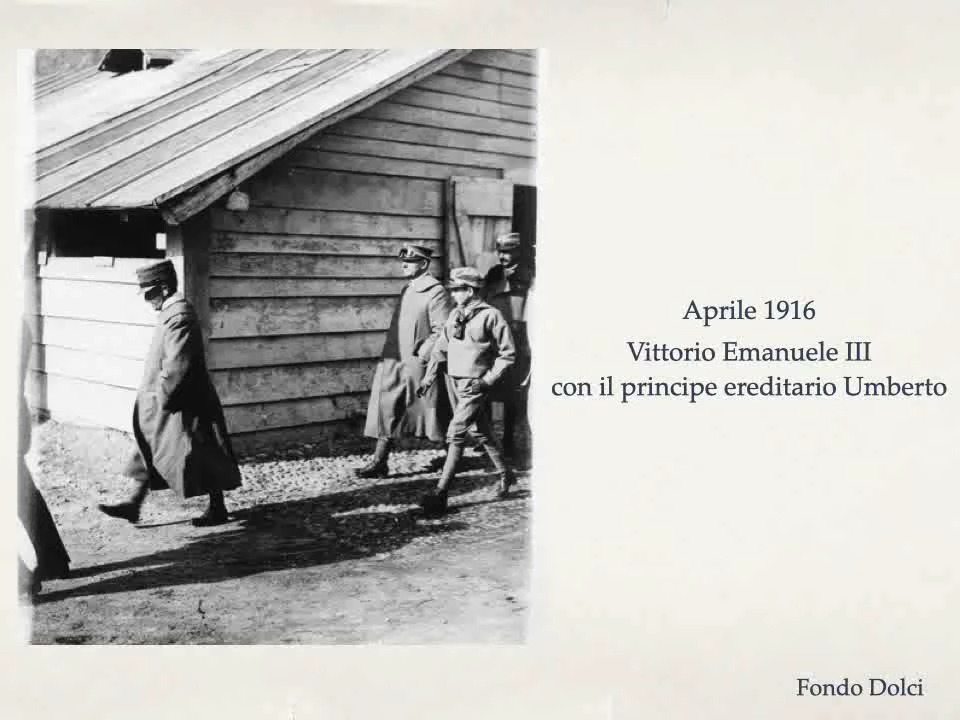 Aprile 1916
Vittorio Emanuele III
con il principe ereditario Umberto
Fondo Dolci